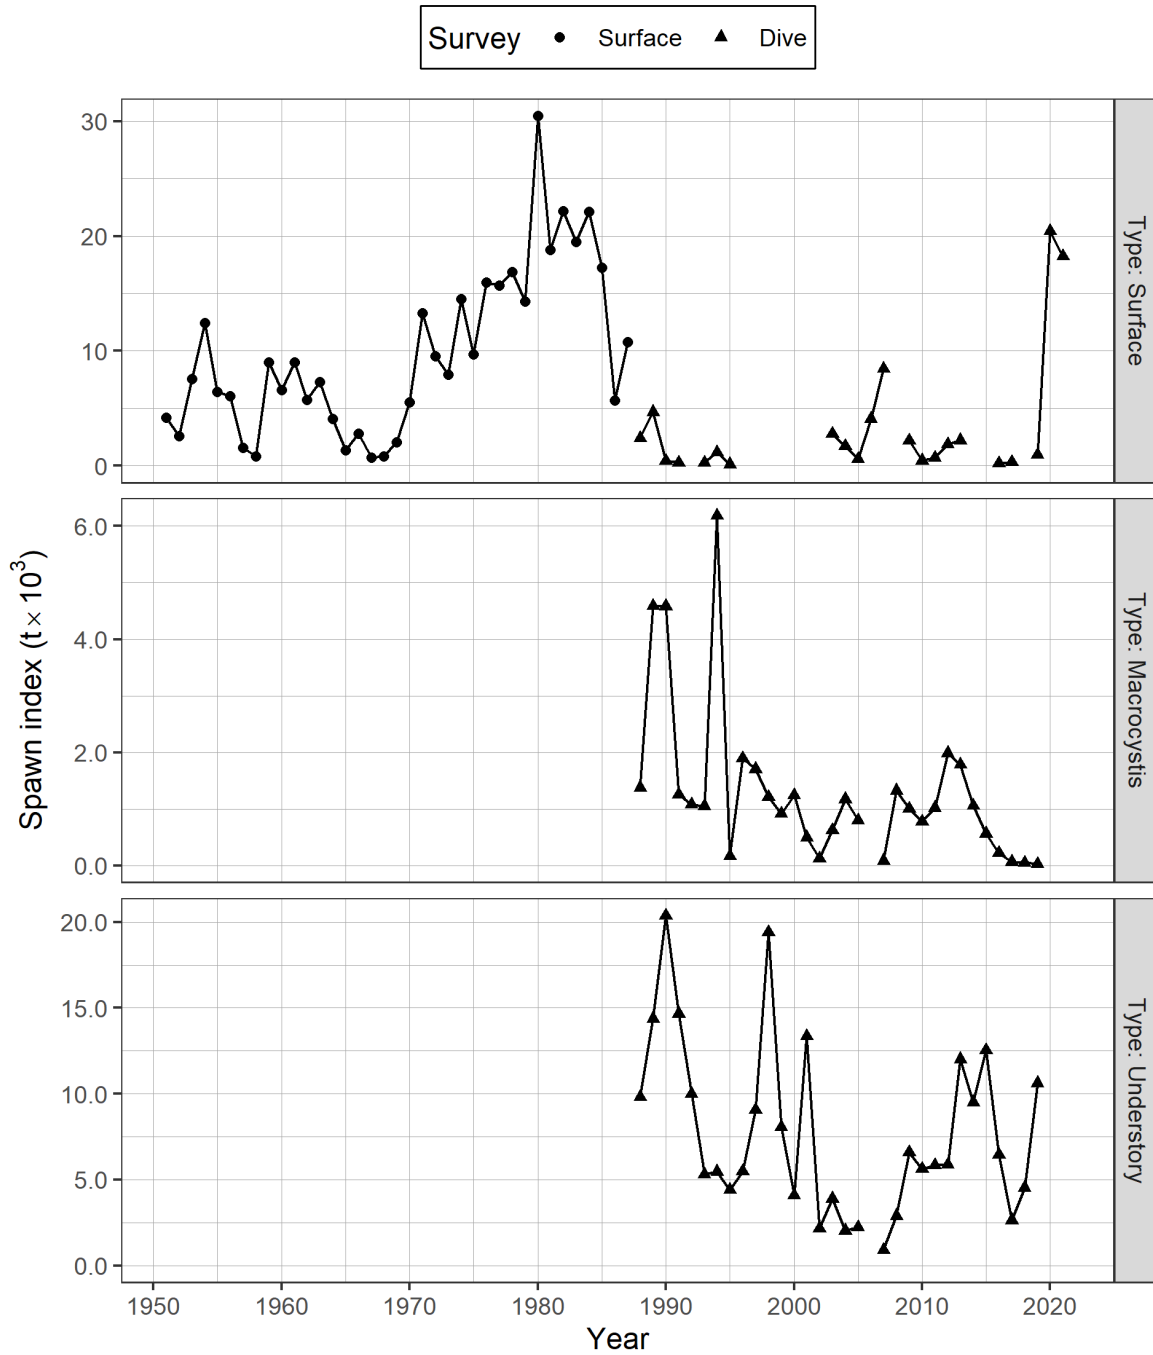 Survey Surface Dive
30
20
10
0
Type: Surface
6.0
4.0
2.0
0.0
Type: Macrocystis
20.0
15.0
10.0
5.0
0.0
Type: Understory
Spawn index (t × 10³)
1950 1960 1970 1980 1990 2000 2010 2020
Year